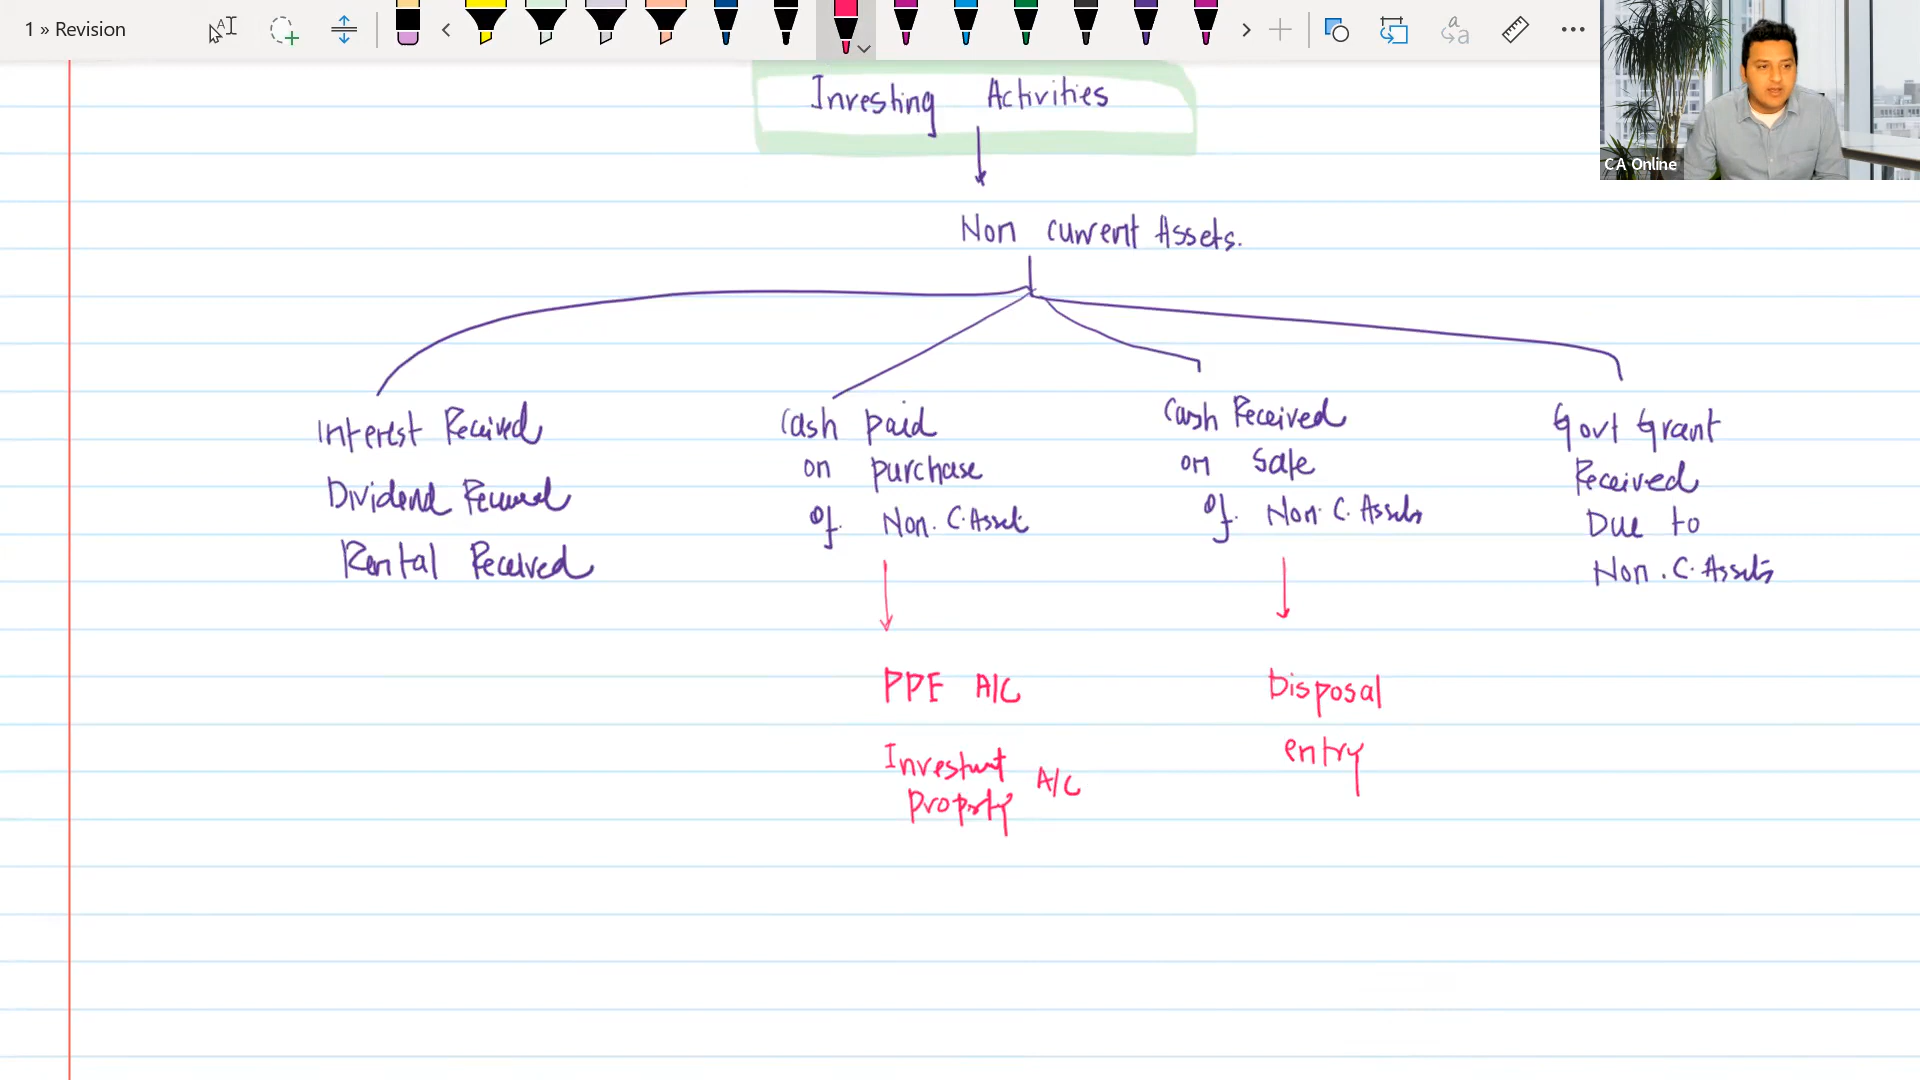 1 » Revision
CA Online
Investing Activities
Non current Assets.
Interest Received
Dividend Received
Rental Received
Cash paid
on purchase
of. Non. C. Asset
Cash Received
on Sale
of. Non. C. Assets
Govt Grant
Received
Due to
Non. C. Assets
PPE A/C
Investment
Property A/C
Disposal
entry